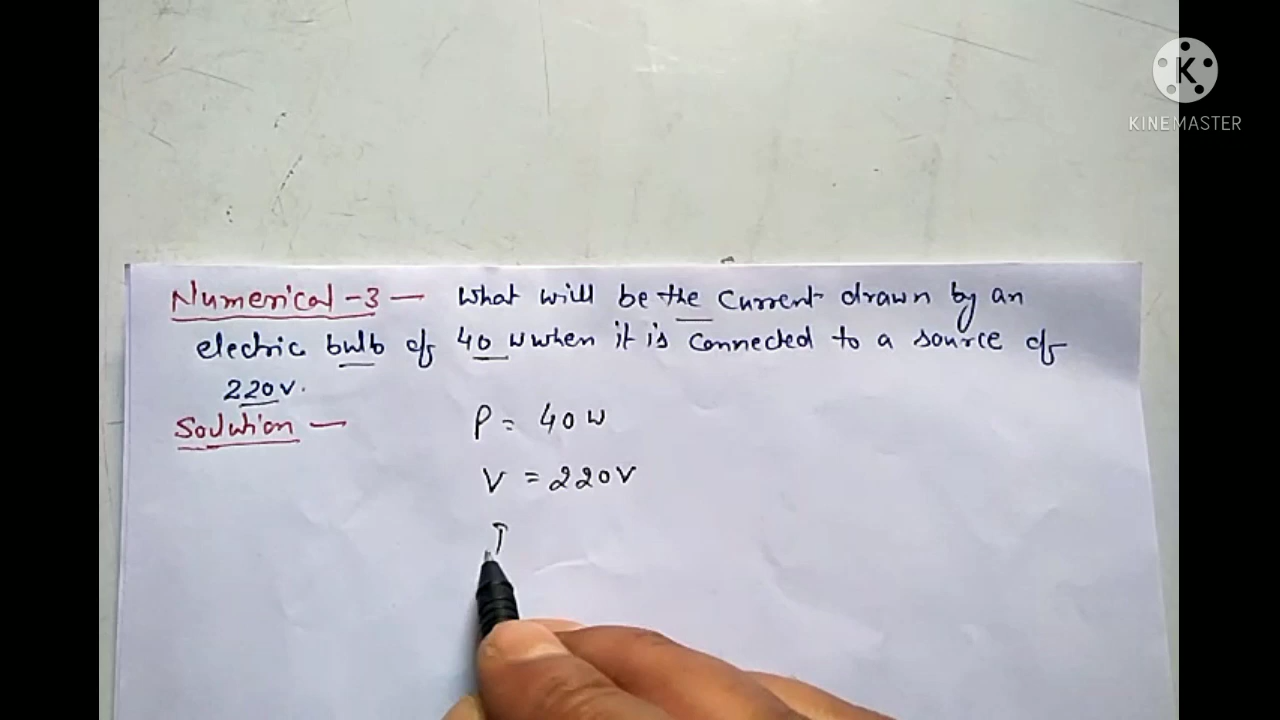 Numerical-3 — What will be the current drawn by an
electric bulb of 40 W when it is connected to a source of
220V.
Solution —
P = 40 W
V = 220V
I
K
KINEMASTER